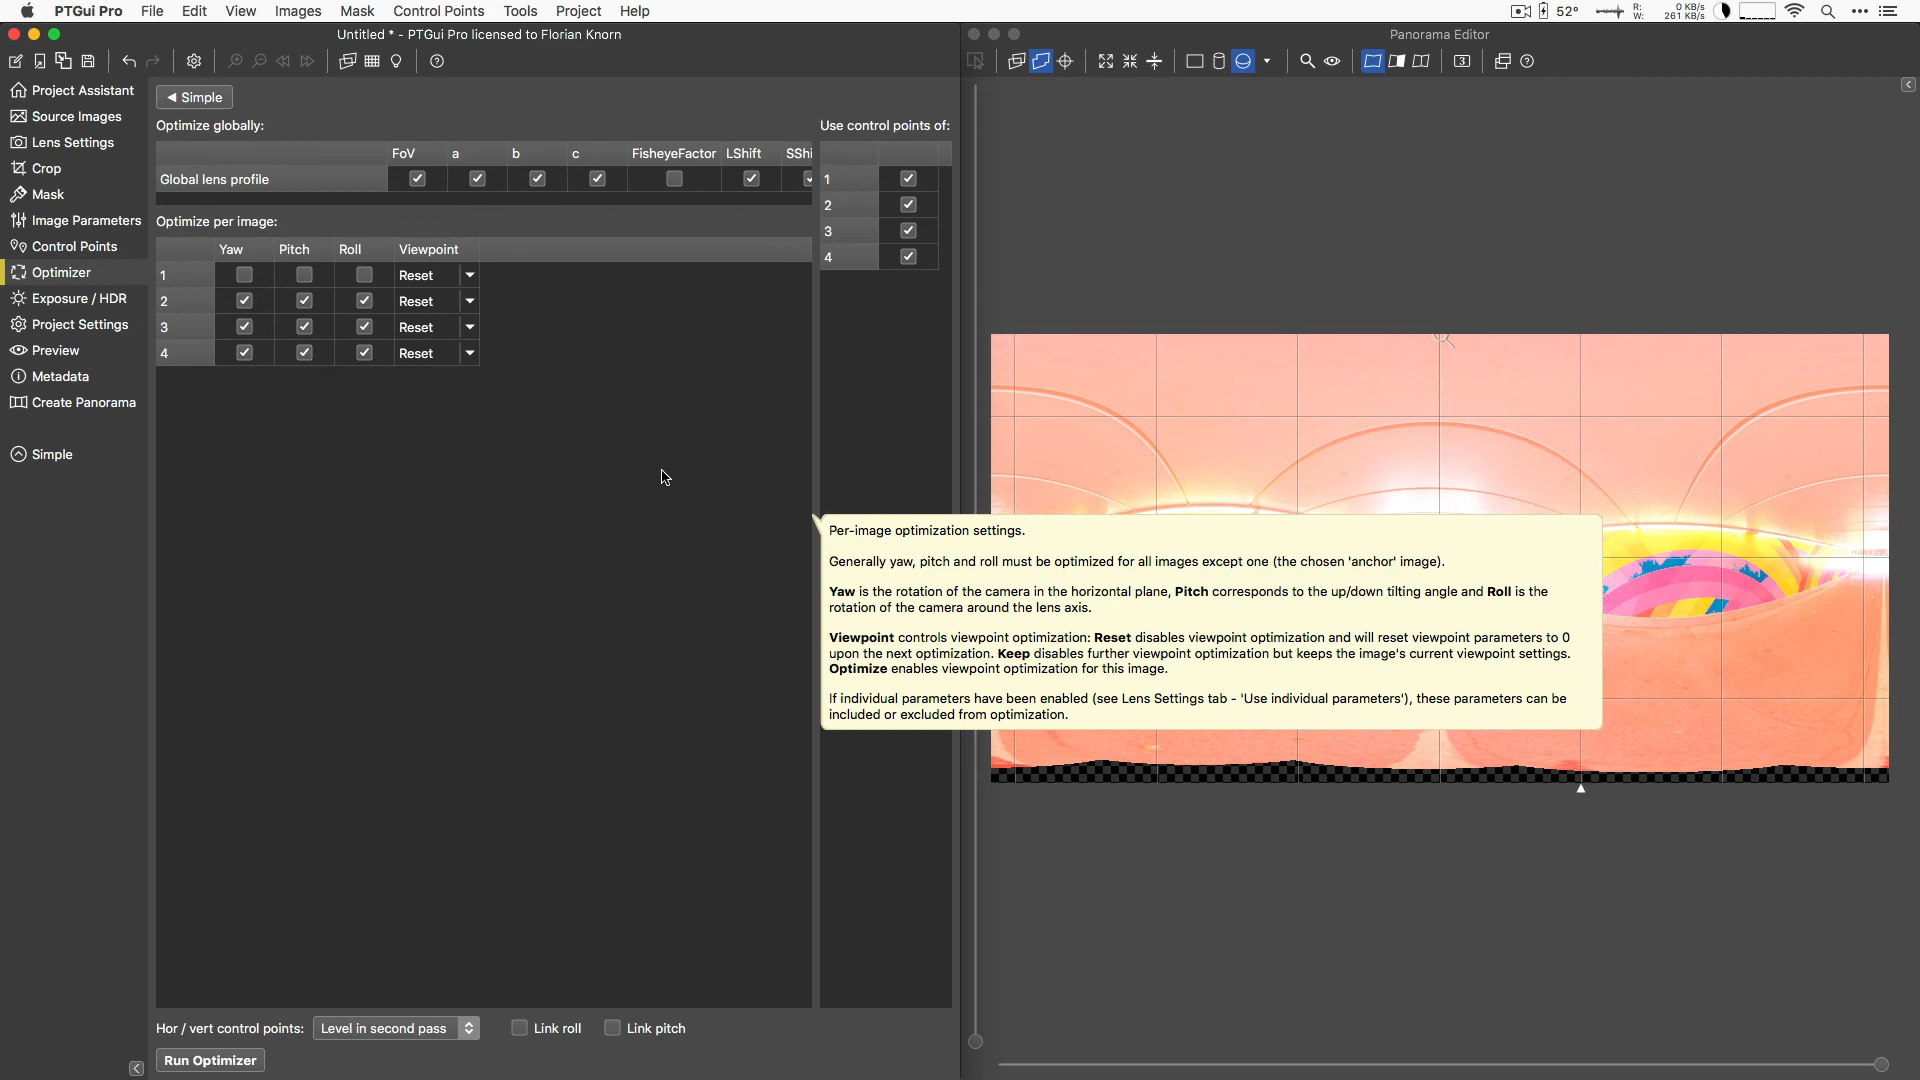 PTGui Pro File Edit View Images Mask Control Points Tools Project Help
52° R: W: 0 KB/s 261 KB/s
Untitled * - PTGui Pro licensed to Florian Knorn
Panorama Editor
3
Project Assistant
Source Images
Lens Settings
Crop
Mask
Image Parameters
Control Points
Optimizer
Exposure / HDR
Project Settings
Preview
Metadata
Create Panorama
Simple
◀ Simple
Optimize globally:
FoV a b c FisheyeFactor LShift SShi
Global lens profile
Optimize per image:
Yaw Pitch Roll Viewpoint
1 Reset
2 Reset
3 Reset
4 Reset
Use control points of:
1
2
3
4
Per-image optimization settings.
Generally yaw, pitch and roll must be optimized for all images except one (the chosen 'anchor' image).
Yaw is the rotation of the camera in the horizontal plane, Pitch corresponds to the up/down tilting angle and Roll is the
rotation of the camera around the lens axis.
Viewpoint controls viewpoint optimization: Reset disables viewpoint optimization and will reset viewpoint parameters to 0
upon the next optimization. Keep disables further viewpoint optimization but keeps the image's current viewpoint settings.
Optimize enables viewpoint optimization for this image.
If individual parameters have been enabled (see Lens Settings tab - 'Use individual parameters'), these parameters can be
included or excluded from optimization.
Hor / vert control points: Level in second pass Link roll Link pitch
Run Optimizer